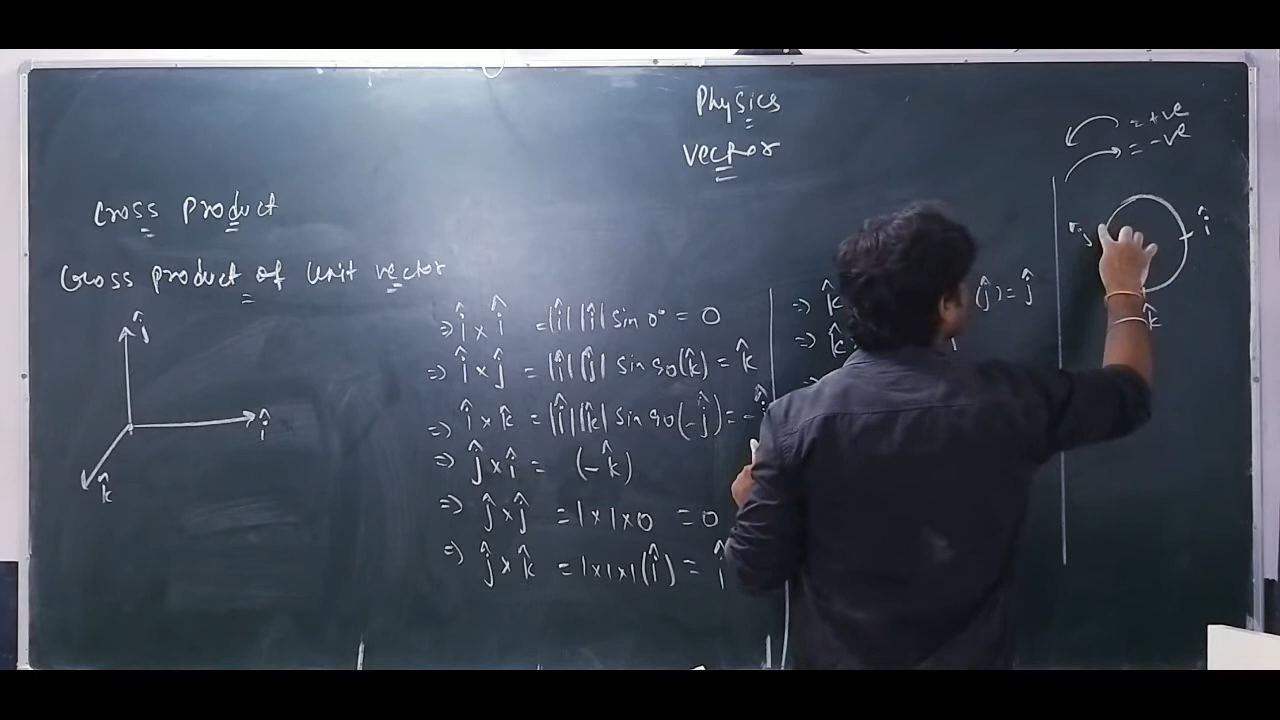 Physics
Vector
Cross Product
Cross product of Unit vector
ĵ
î
k̂
=> î × î = |î| |î| sin 0° = 0
=> î × ĵ = |î| |ĵ| sin 90(k̂) = k̂
=> î × k̂ = |î| |k̂| sin 90(-ĵ) = -
=> ĵ × î = (-k̂)
=> ĵ × ĵ = 1×1×0 = 0
=> ĵ × k̂ = 1×1×1(î) = î
=> k̂ (ĵ) = ĵ
=> k̂
=>
= +ve
= -ve
î
k̂